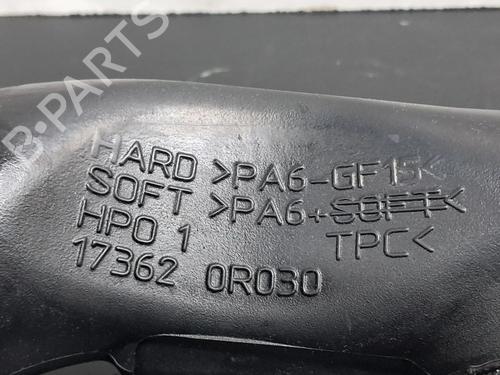 B-PARTS
HARD >PA6-GF15<
SOFT >PA6+SOFT<
HPO 1 TPC<
17362 0R030